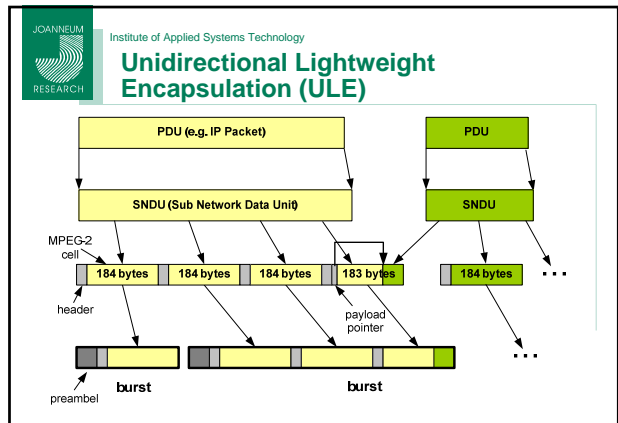 JOANNEUM
RESEARCH
Institute of Applied Systems Technology
Unidirectional Lightweight
Encapsulation (ULE)
PDU (e.g. IP Packet)
PDU
SNDU (Sub Network Data Unit)
SNDU
MPEG-2
cell
184 bytes
184 bytes
184 bytes
183 bytes
184 bytes
...
header
payload
pointer
...
preambel
burst
burst